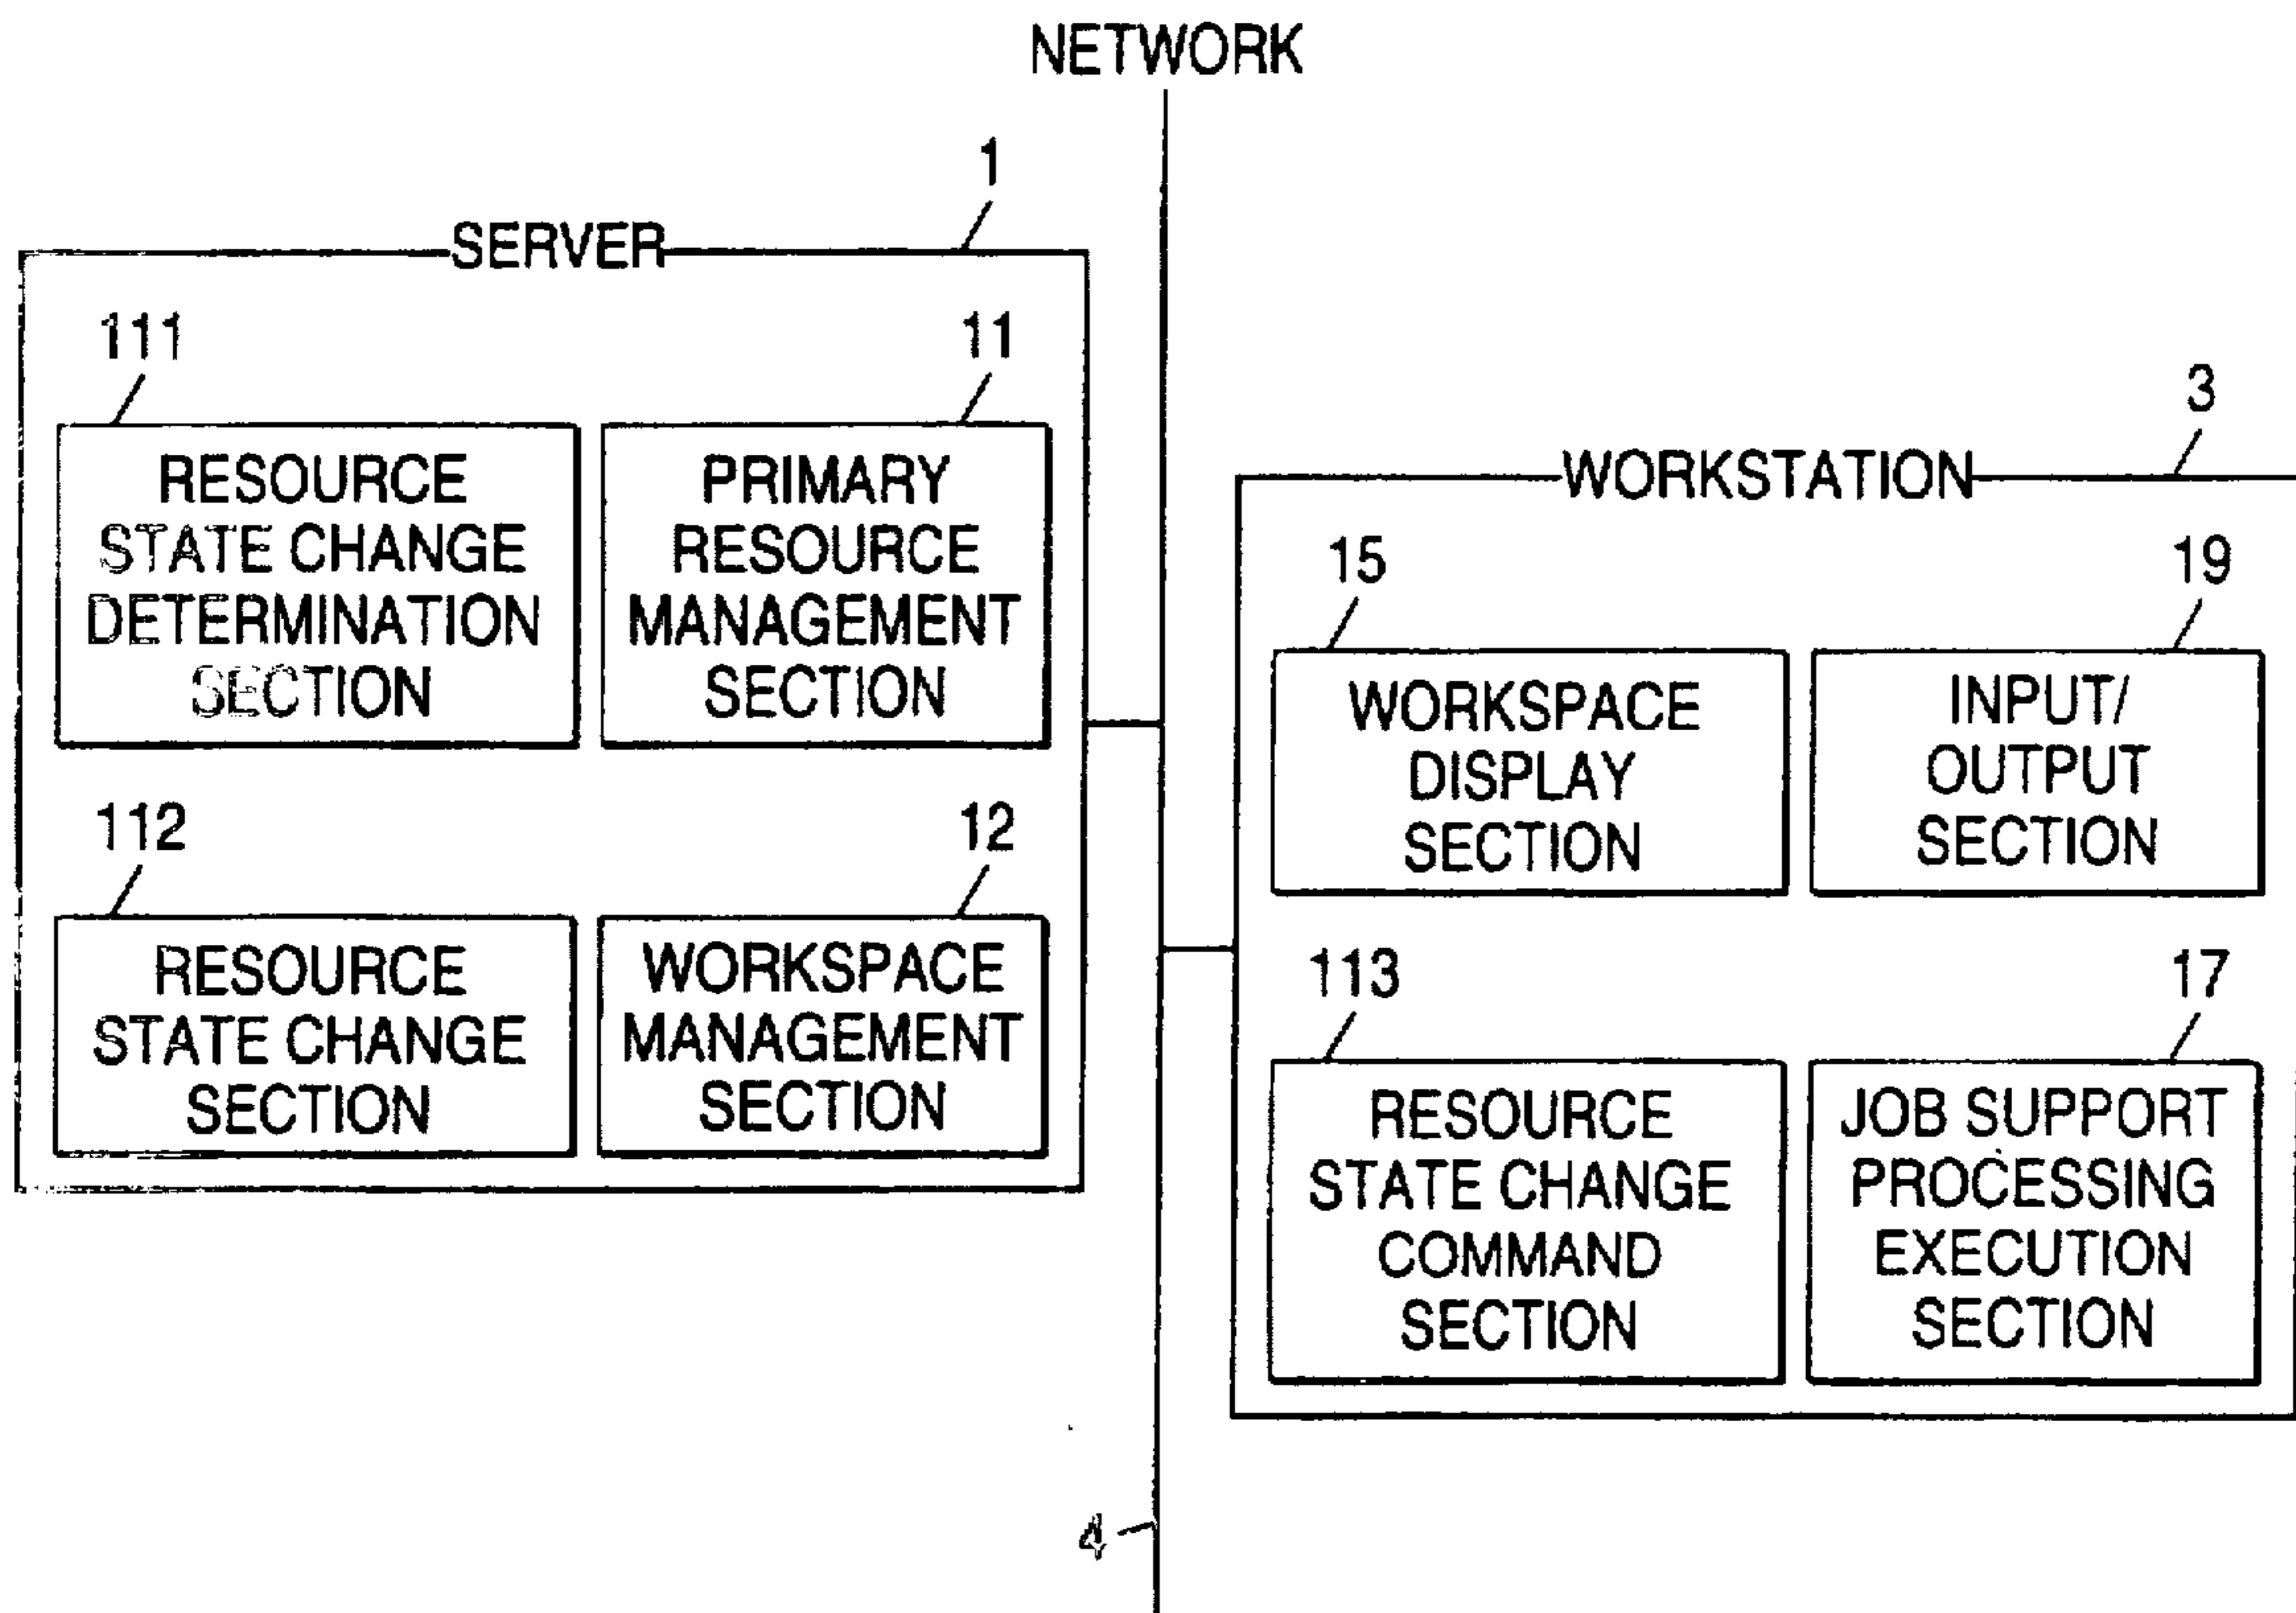 NETWORK
1
SERVER
111
11
RESOURCE
STATE CHANGE
DETERMINATION
SECTION
PRIMARY
RESOURCE
MANAGEMENT
SECTION
112
12
RESOURCE
STATE CHANGE
SECTION
WORKSPACE
MANAGEMENT
SECTION
3
WORKSTATION
15
19
WORKSPACE
DISPLAY
SECTION
INPUT/
OUTPUT
SECTION
113
17
RESOURCE
STATE CHANGE
COMMAND
SECTION
JOB SUPPORT
PROCESSING
EXECUTION
SECTION
4